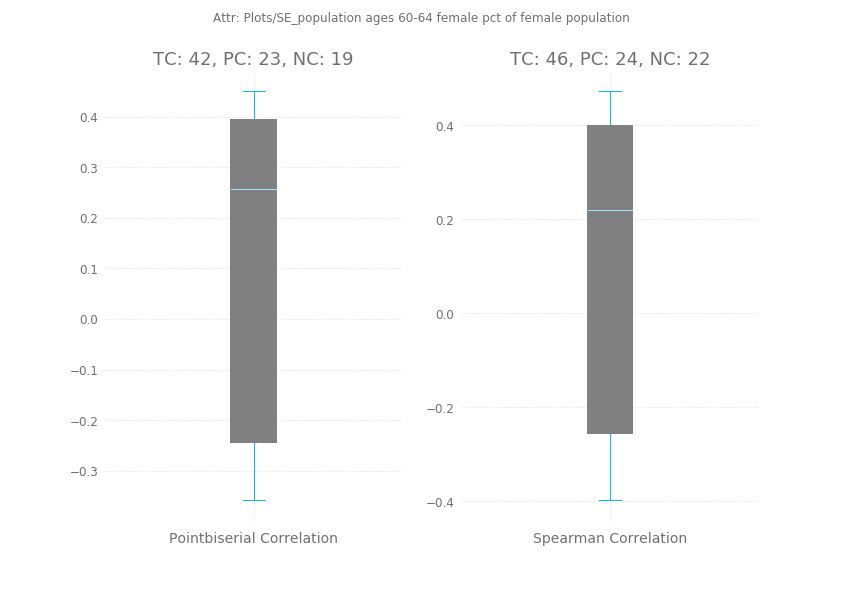 Attr: Plots/SE_population ages 60-64 female pct of female population
TC: 42, PC: 23, NC: 19
0.4
0.3
0.2
0.1
0.0
−0.1
−0.2
−0.3
Pointbiserial Correlation
TC: 46, PC: 24, NC: 22
0.4
0.2
0.0
−0.2
−0.4
Spearman Correlation